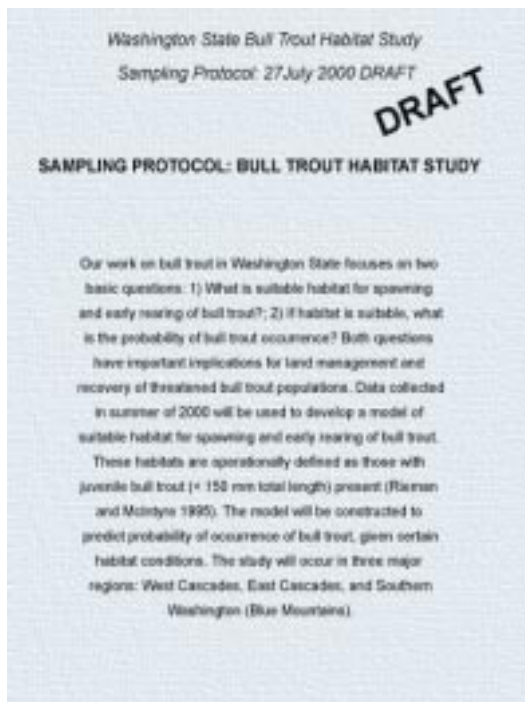 Washington State Bull Trout Habitat Study
Sampling Protocol: 27July 2000 DRAFT
DRAFT
SAMPLING PROTOCOL: BULL TROUT HABITAT STUDY
Our work on bull trout in Washington State focuses on two
basic questions: 1) What is suitable habitat for spawning
and early rearing of bull trout?; 2) If habitat is suitable, what
is the probability of bull trout occurrence? Both questions
have important implications for land management and
recovery of threatened bull trout populations. Data collected
in summer of 2000 will be used to develop a model of
suitable habitat for spawning and early rearing of bull trout.
These habitats are operationally defined as those with
juvenile bull trout (< 150 mm total length) present (Rieman
and McIntyre 1995). The model will be constructed to
predict probability of occurrence of bull trout, given certain
habitat conditions. The study will occur in three major
regions: West Cascades, East Cascades, and Southern
Washington (Blue Mountains).